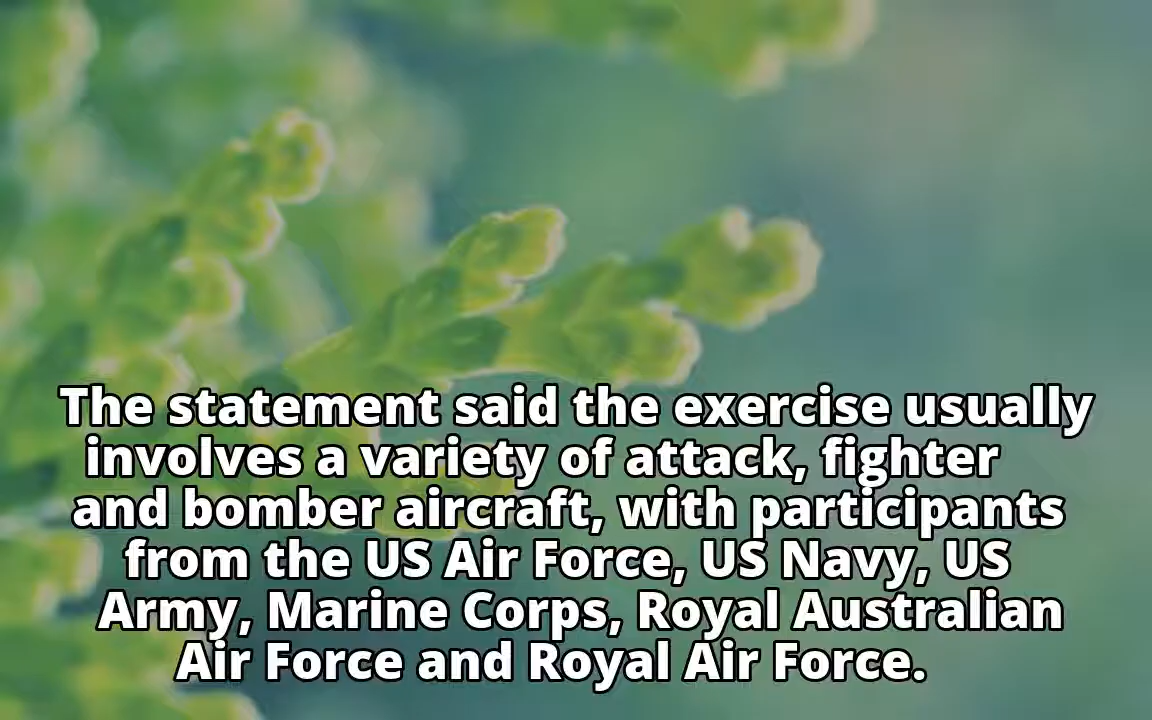 The statement said the exercise usually
involves a variety of attack, fighter
and bomber aircraft, with participants
from the US Air Force, US Navy, US
Army, Marine Corps, Royal Australian
Air Force and Royal Air Force.